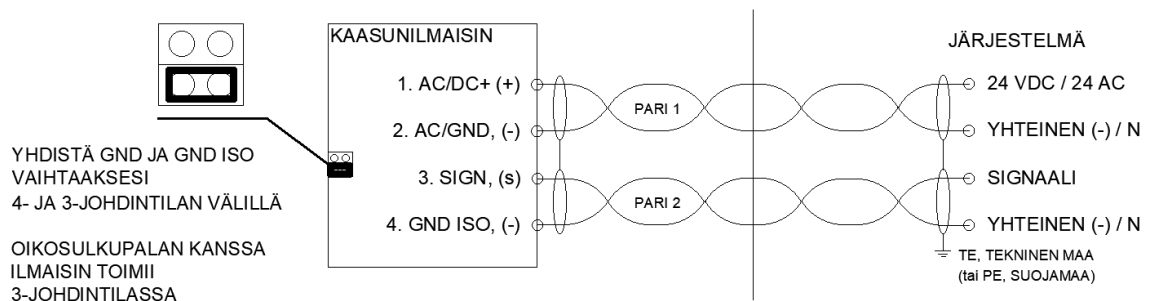 KAASUNILMAISIN
JÄRJESTELMÄ
1. AC/DC+ (+)
24 VDC / 24 AC
PARI 1
2. AC/GND, (-)
YHTEINEN (-) / N
YHDISTÄ GND JA GND ISO
VAIHTAAKSESI
4- JA 3-JOHDINTILAN VÄLILLÄ
3. SIGN, (s)
SIGNAALI
PARI 2
4. GND ISO, (-)
YHTEINEN (-) / N
OIKOSULKUPALAN KANSSA
ILMAISIN TOIMII
3-JOHDINTILASSA
TE, TEKNINEN MAA
(tai PE, SUOJAMAA)